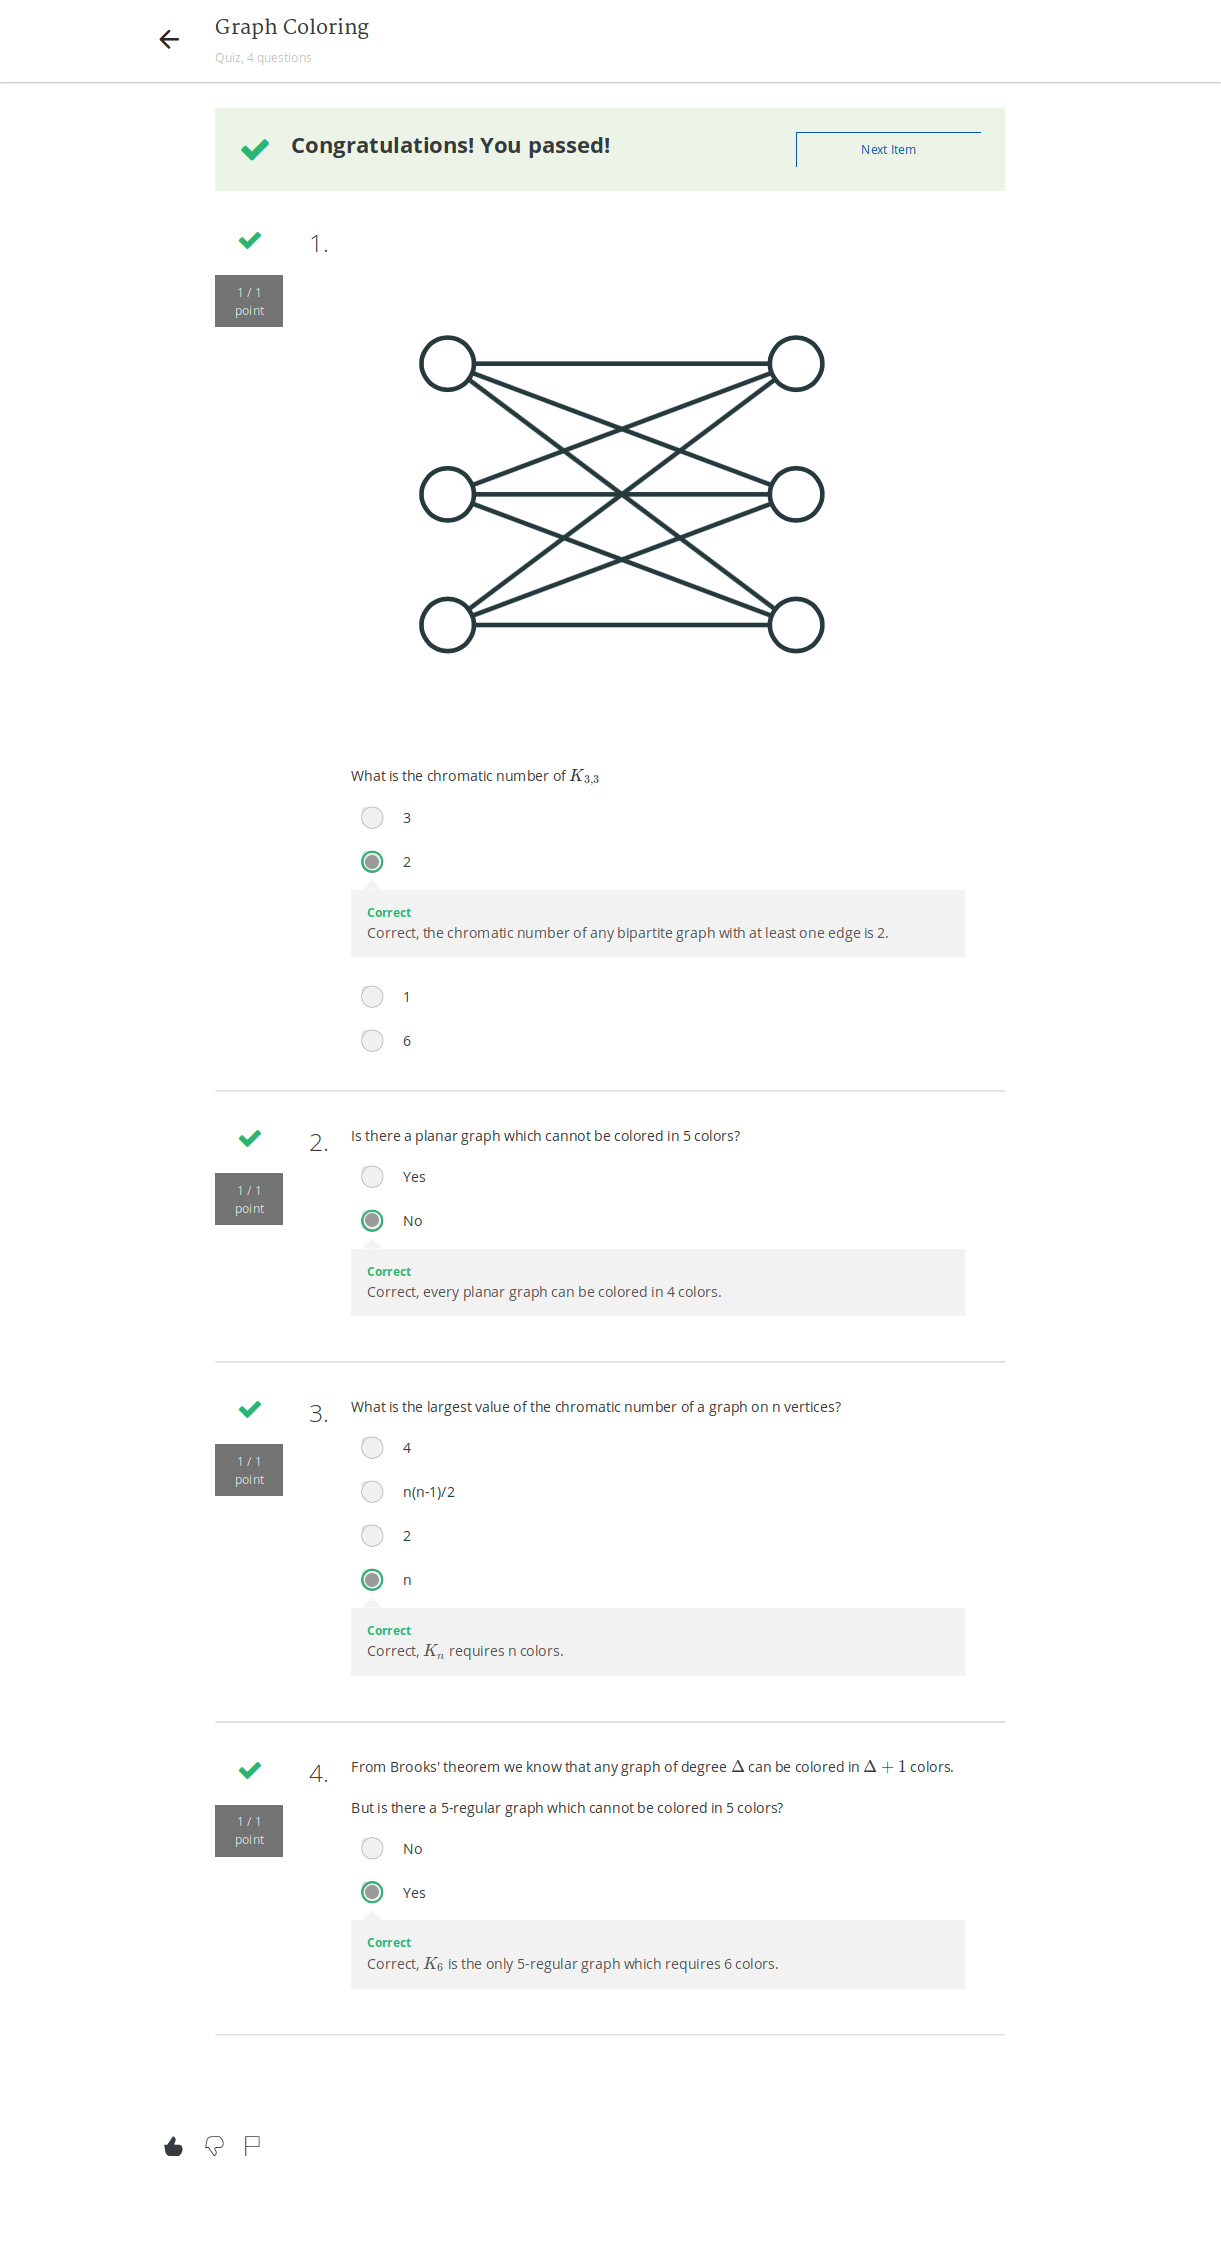 Graph Coloring
Quiz, 4 questions
Congratulations! You passed!
Next Item
1.
1 / 1
point
What is the chromatic number of K3,3
3
2
Correct
Correct, the chromatic number of any bipartite graph with at least one edge is 2.
1
6
2.
Is there a planar graph which cannot be colored in 5 colors?
1 / 1
point
Yes
No
Correct
Correct, every planar graph can be colored in 4 colors.
3.
What is the largest value of the chromatic number of a graph on n vertices?
1 / 1
point
4
n(n-1)/2
2
n
Correct
Correct, Kn requires n colors.
4.
From Brooks' theorem we know that any graph of degree Δ can be colored in Δ + 1 colors.
1 / 1
point
But is there a 5-regular graph which cannot be colored in 5 colors?
No
Yes
Correct
Correct, K6 is the only 5-regular graph which requires 6 colors.